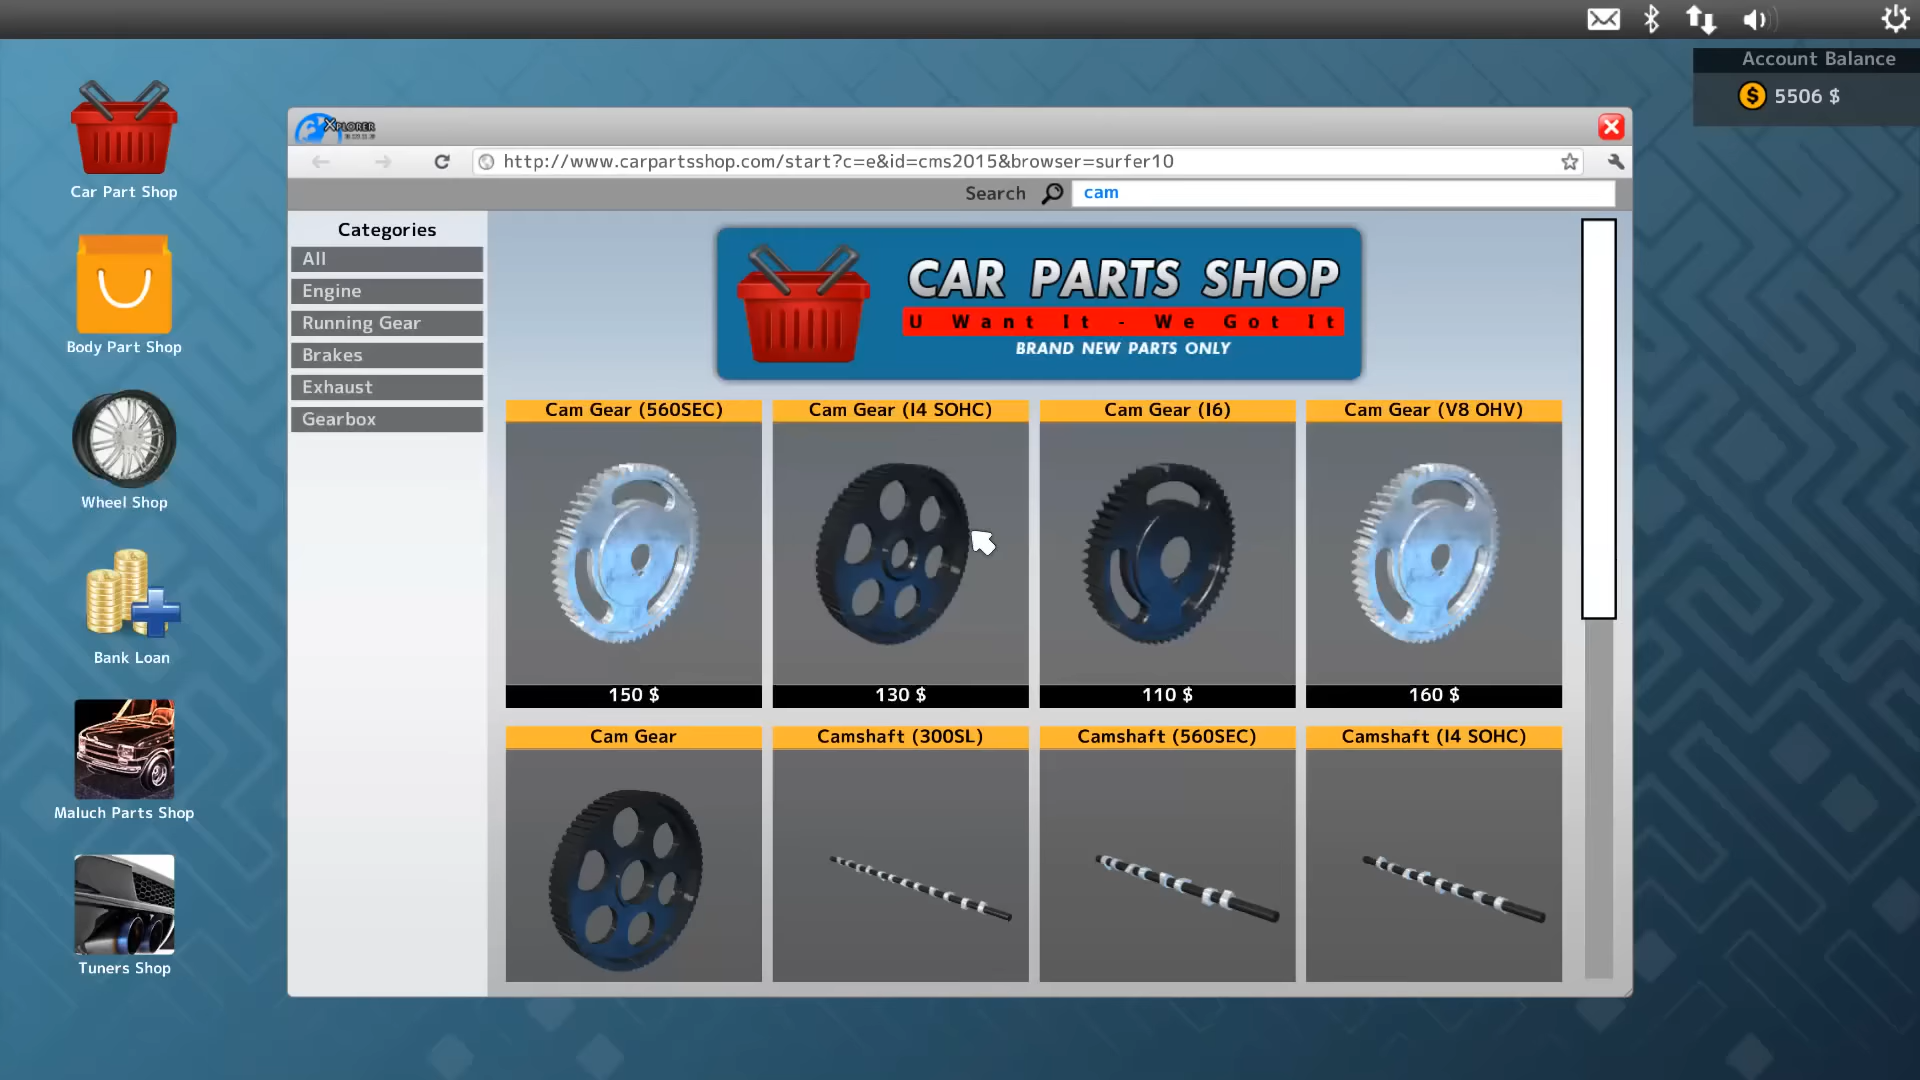 Account Balance
5506 $
Car Part Shop
Body Part Shop
Wheel Shop
Bank Loan
Maluch Parts Shop
Tuners Shop
XPLORER
http://www.carpartsshop.com/start?c=e&id=cms2015&browser=surfer10
Search cam
Categories
All
Engine
Running Gear
Brakes
Exhaust
Gearbox
CAR PARTS SHOP
U Want It - We Got It
BRAND NEW PARTS ONLY
Cam Gear (560SEC)
150 $
Cam Gear (I4 SOHC)
130 $
Cam Gear (I6)
110 $
Cam Gear (V8 OHV)
160 $
Cam Gear
Camshaft (300SL)
Camshaft (560SEC)
Camshaft (I4 SOHC)